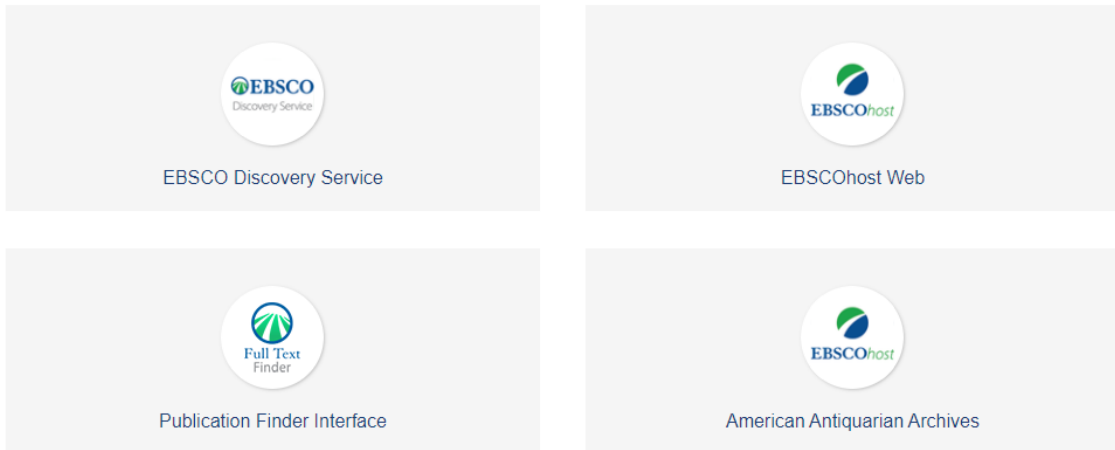 EBSCO
Discovery Service
EBSCO Discovery Service
EBSCOhost
EBSCOhost Web
Full Text
Finder
Publication Finder Interface
EBSCOhost
American Antiquarian Archives